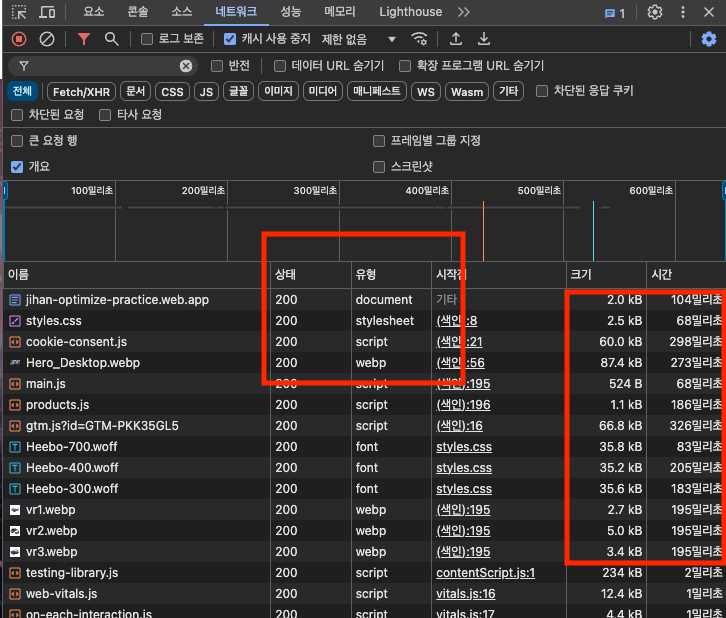 요소 콘솔 소스 네트워크 성능 메모리 Lighthouse 1
로그 보존 캐시 사용 중지 제한 없음
반전 데이터 URL 숨기기 확장 프로그램 URL 숨기기
전체 Fetch/XHR 문서 CSS JS 글꼴 이미지 미디어 매니페스트 WS Wasm 기타 차단된 응답 쿠키
차단된 요청 타사 요청
큰 요청 행 프레임별 그룹 지정
개요 스크린샷
100밀리초 200밀리초 300밀리초 400밀리초 500밀리초 600밀리초
이름 상태 유형 시작점 크기 시간
jihan-optimize-practice.web.app 200 document 기타 2.0 kB 104밀리초
styles.css 200 stylesheet (색인):8 2.5 kB 68밀리초
cookie-consent.js 200 script (색인):21 60.0 kB 298밀리초
Hero_Desktop.webp 200 webp (색인):56 87.4 kB 273밀리초
main.js 200 script (색인):195 524 B 68밀리초
products.js 200 script (색인):196 1.1 kB 186밀리초
gtm.js?id=GTM-PKK35GL5 200 script (색인):16 66.8 kB 326밀리초
Heebo-700.woff 200 font styles.css 35.8 kB 83밀리초
Heebo-400.woff 200 font styles.css 35.2 kB 205밀리초
Heebo-300.woff 200 font styles.css 35.6 kB 183밀리초
vr1.webp 200 webp (색인):195 2.7 kB 195밀리초
vr2.webp 200 webp (색인):195 5.0 kB 195밀리초
vr3.webp 200 webp (색인):195 3.4 kB 195밀리초
testing-library.js 200 script contentScript.js:1 234 kB 2밀리초
web-vitals.js 200 script vitals.js:16 12.4 kB 1밀리초
on-each-interaction.js 200 script vitals.js:17 4.4 kB 1밀리초